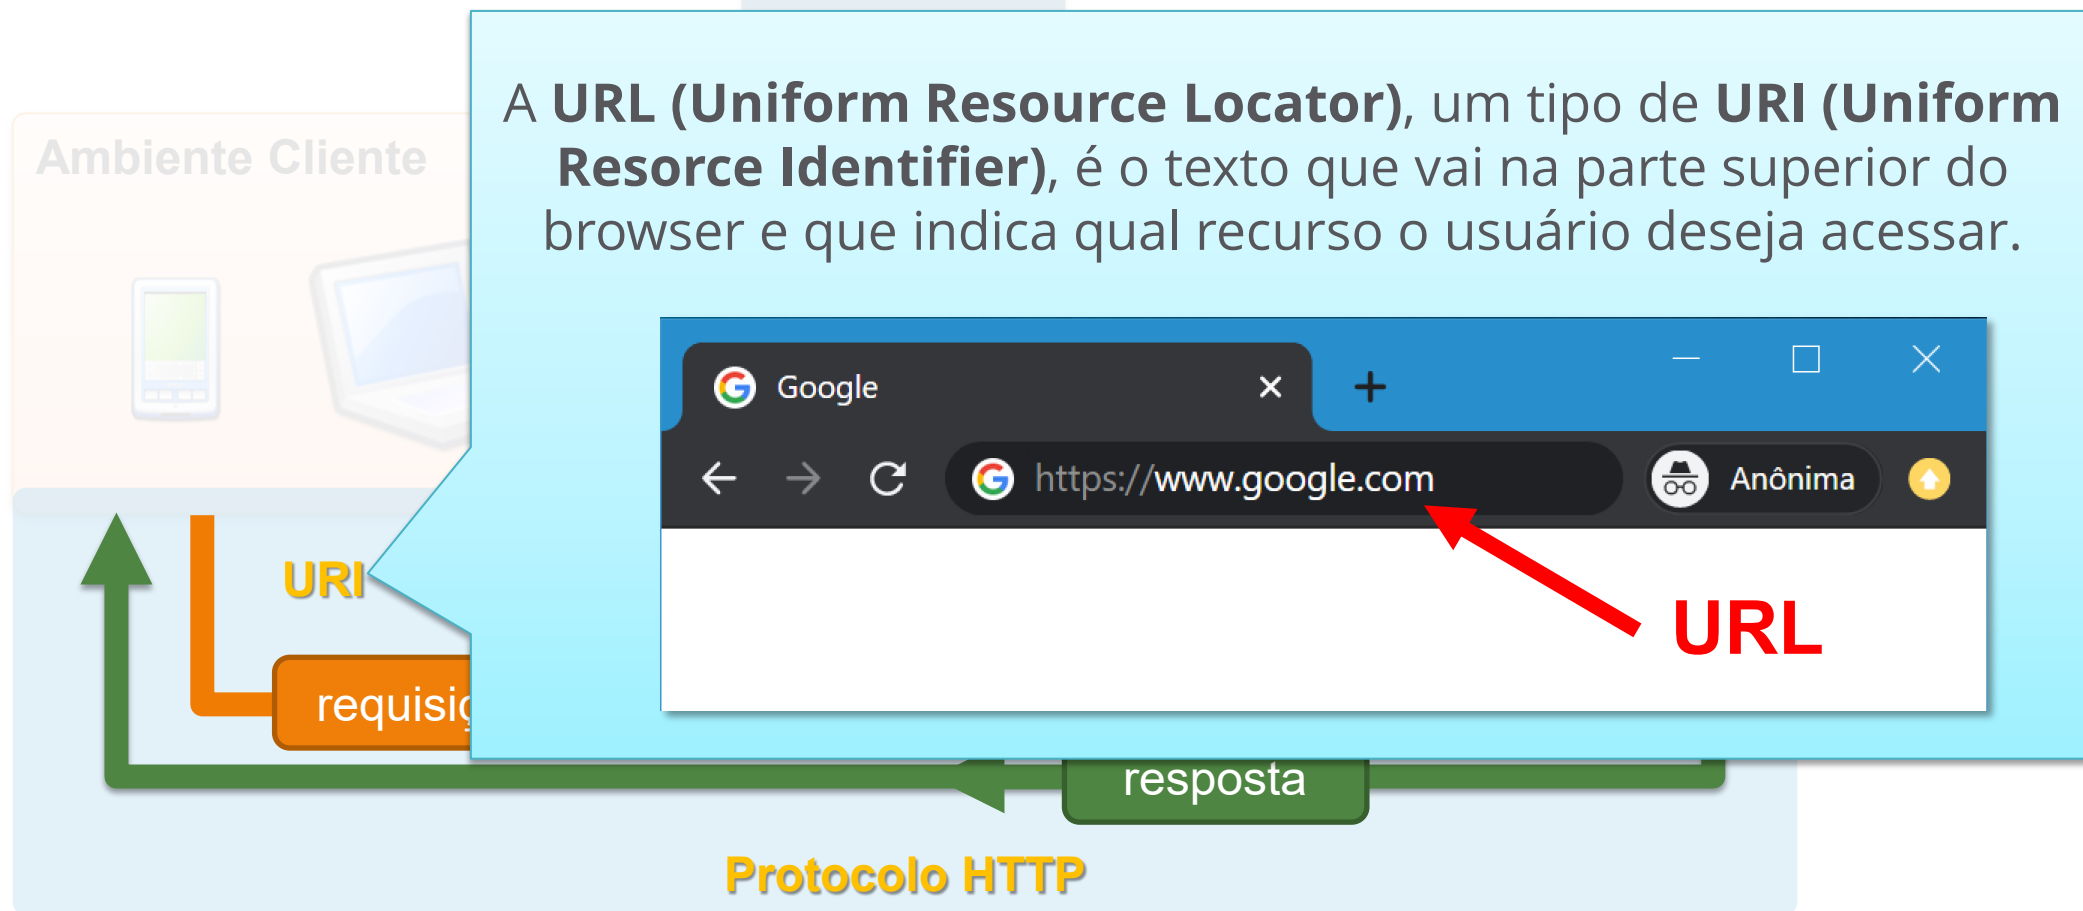 A URL (Uniform Resource Locator), um tipo de URI (Uniform
Resorce Identifier), é o texto que vai na parte superior do
browser e que indica qual recurso o usuário deseja acessar.
Ambiente Cliente
Google
https://www.google.com
Anônima
URI
URL
requisiç
resposta
Protocolo HTTP